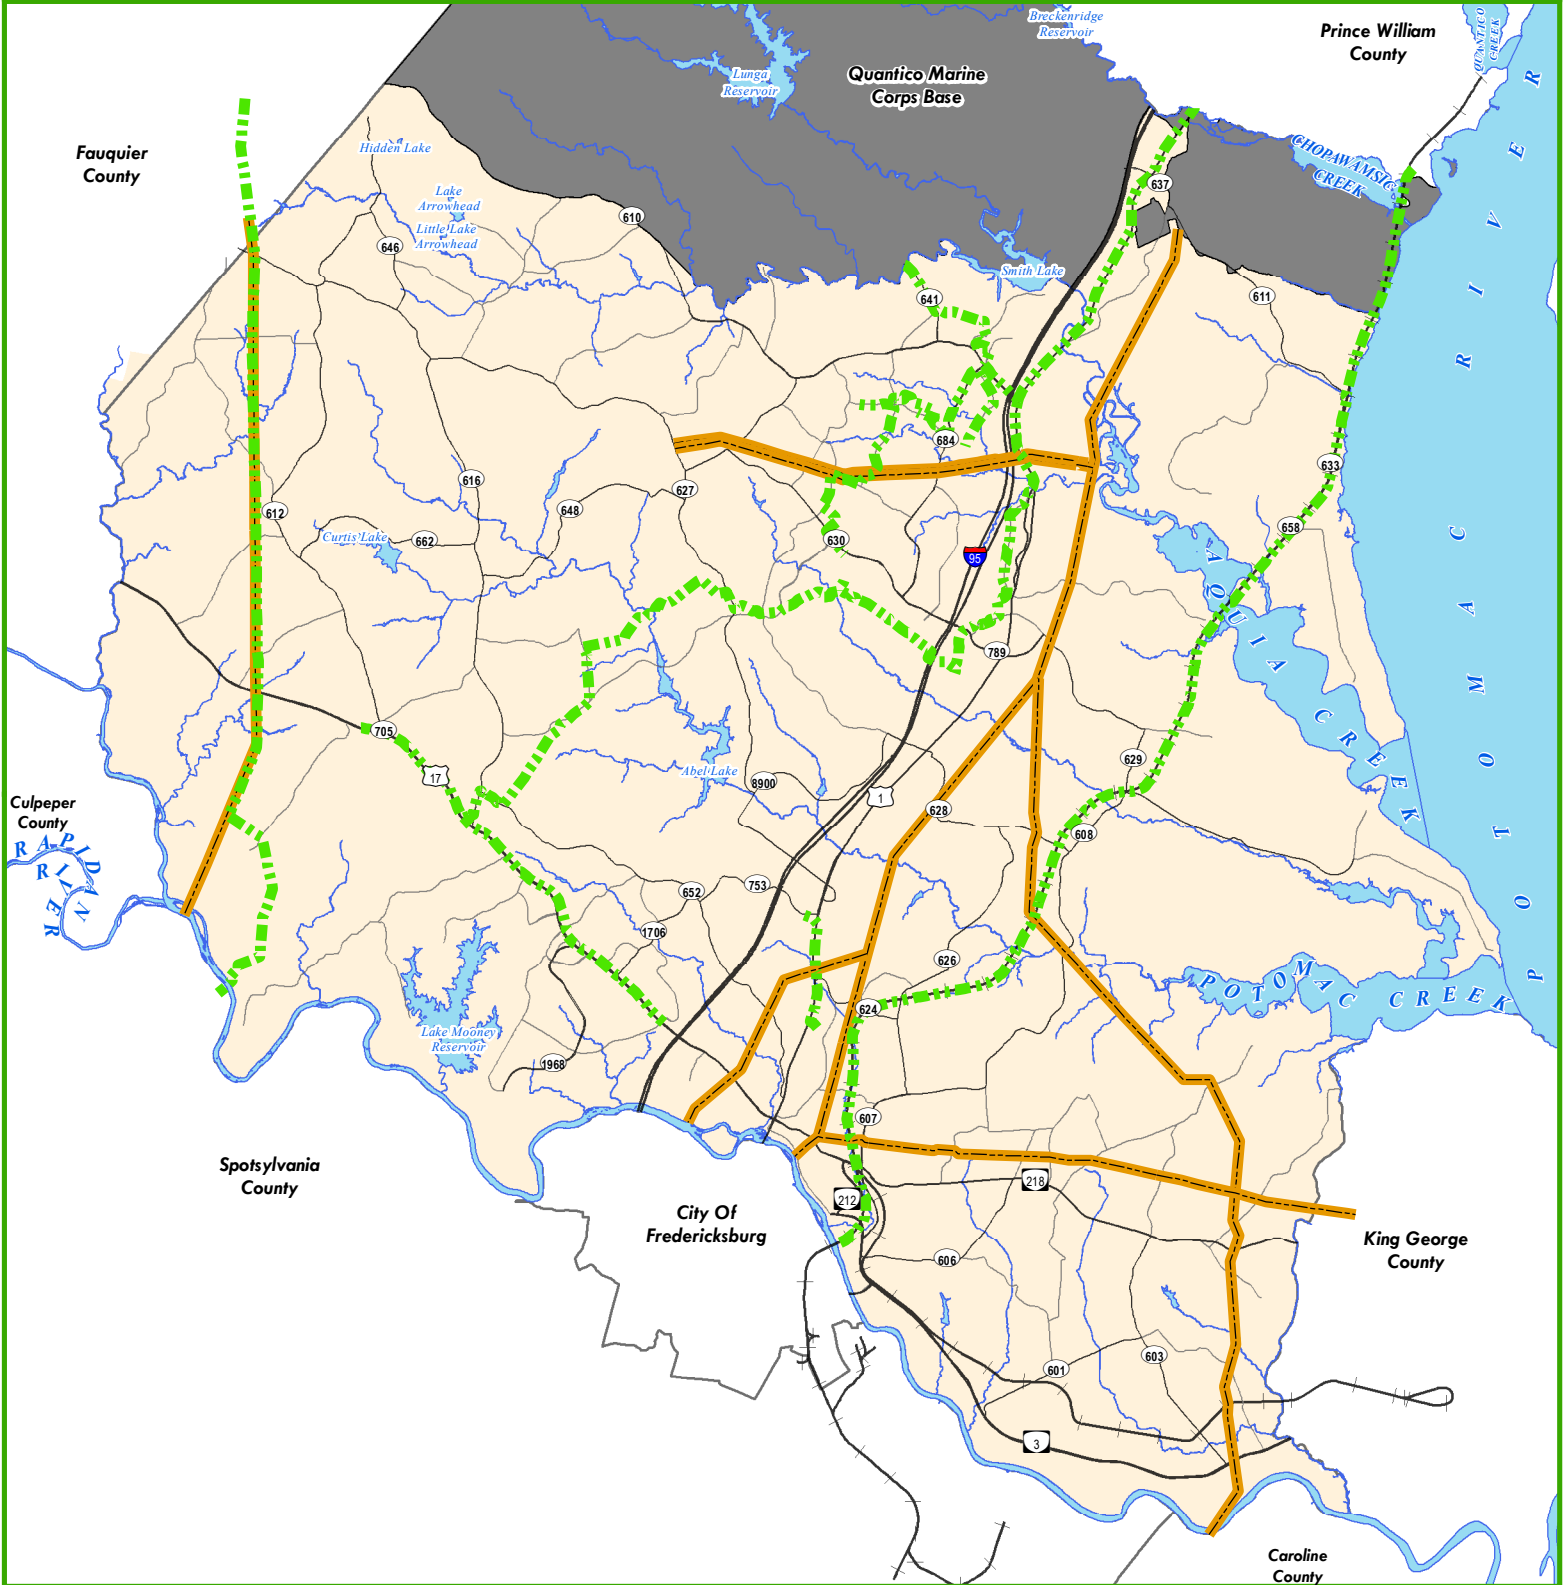 Breckenridge
Reservoir
Prince William
County
QUANTICO
CREEK
Quantico Marine
Corps Base
Lunga
Reservoir
Fauquier
County
Hidden Lake
CHOPAWAMSIC
CREEK
637
Lake
Arrowhead
Little Lake
Arrowhead
610
646
Smith Lake
641
611
684
633
616
627
612
648
658
Curtis Lake
662
630
95
789
AQUIA CREEK
POTOMAC RIVER
705
17
629
Abel Lake
8900
1
628
Culpeper
County
RAPIDAN
RIVER
608
652
753
1706
626
POTOMAC CREEK
624
Lake Mooney
Reservoir
1968
607
Spotsylvania
County
218
212
City Of
Fredericksburg
King George
County
606
603
601
3
Caroline
County